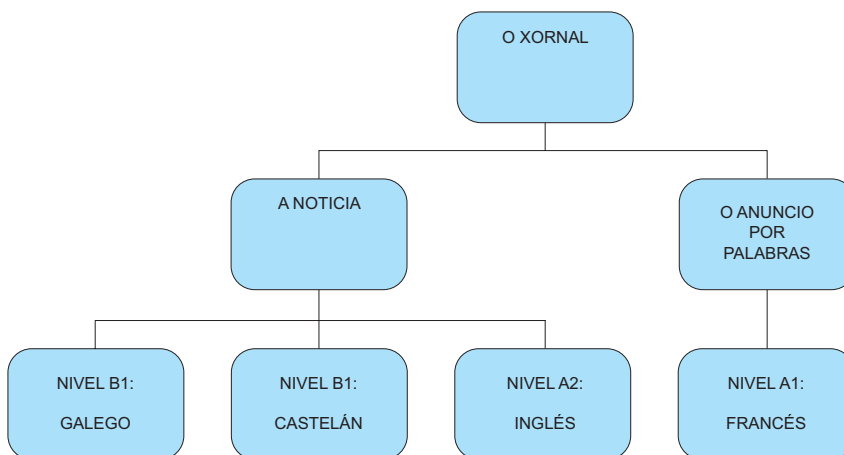 O XORNAL
A NOTICIA
O ANUNCIO
POR
PALABRAS
NIVEL B1:
GALEGO
NIVEL B1:
CASTELÁN
NIVEL A2:
INGLÉS
NIVEL A1:
FRANCÉS